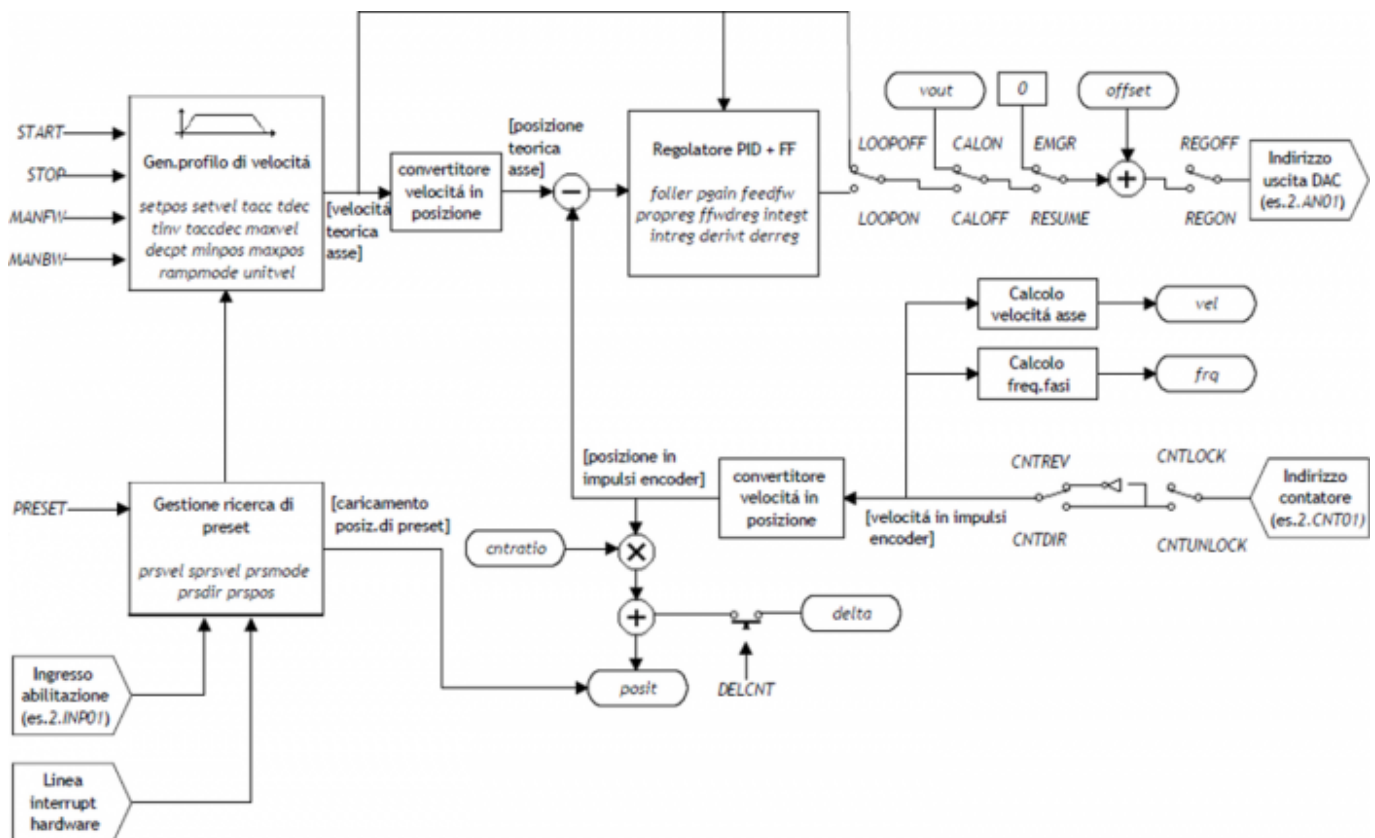 START
STOP
MANFW
MANBW
Gen.profilo di velocitá
setpos setvel tacc tdec
tinv taccdec maxvel
decpt minpos maxpos
rampmode unitvel
[velocitá
teorica
asse]
convertitore
velocitá in
posizione
[posizione
teorica
asse]
Regolatore PID + FF
foller pgain feedfw
propreg ffwdreg integt
intreg derivt derreg
vout
0
offset
LOOPOFF
CALON
EMGR
REGOFF
LOOPON
CALOFF
RESUME
REGON
Indirizzo
uscita DAC
(es.2.AN01)
Calcolo
velocitá asse
vel
Calcolo
freq.fasi
frq
PRESET
Gestione ricerca di
preset
prsvel sprsvel prsmode
prsdir prspos
[caricamento
posiz.di preset]
[posizione in
impulsi encoder]
convertitore
velocitá in
posizione
[velocitá in impulsi
encoder]
CNTREV
CNTDIR
CNTLOCK
CNTUNLOCK
Indirizzo
contatore
(es.2.CNT01)
cntratio
delta
DELCNT
posit
Ingresso
abilitazione
(es.2.INP01)
Linea
interrupt
hardware